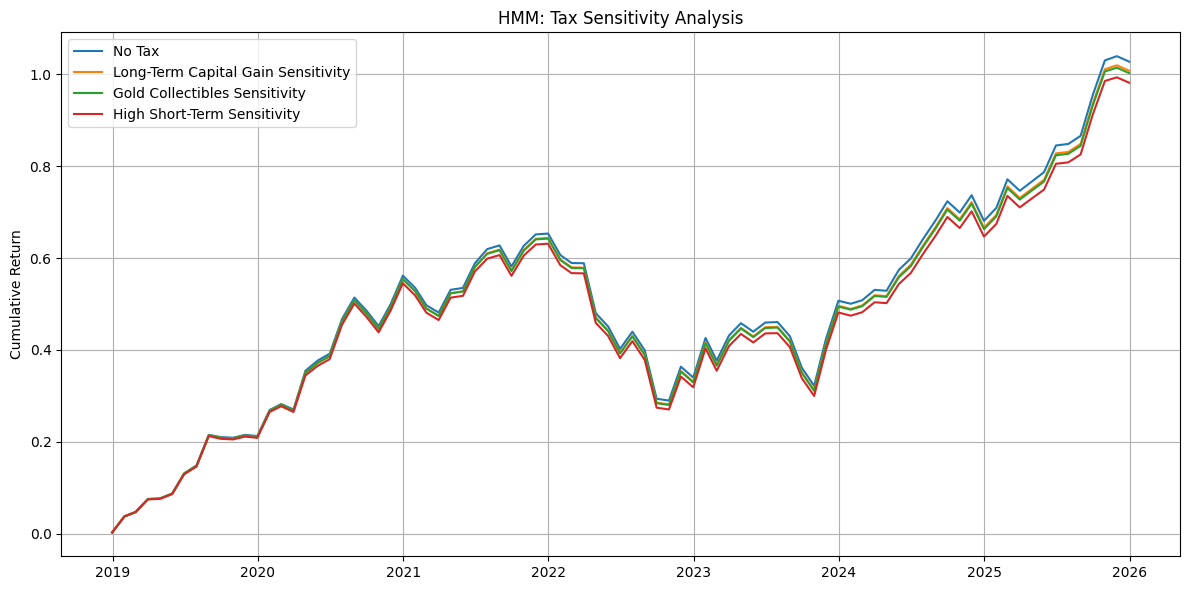 HMM: Tax Sensitivity Analysis
No Tax
Long-Term Capital Gain Sensitivity
Gold Collectibles Sensitivity
High Short-Term Sensitivity
Cumulative Return
1.0
0.8
0.6
0.4
0.2
0.0
2019 2020 2021 2022 2023 2024 2025 2026